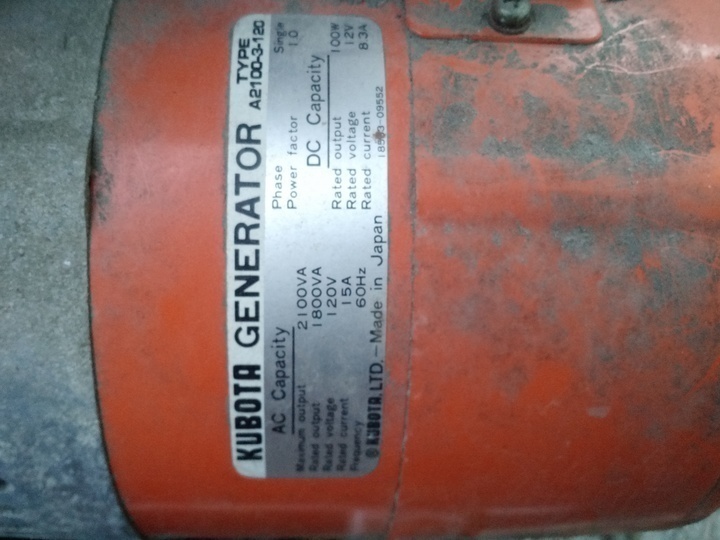 KUBOTA GENERATOR TYPE A2100-3-120
AC Capacity
Maximum output 2100VA
Rated output 1800VA
Rated voltage 120V
Rated current 15A
Frequency 60Hz
Phase Single
Power factor 1.0
DC Capacity
Rated output 100W
Rated voltage 12V
Rated current 8.3A
KUBOTA, LTD. – Made in Japan